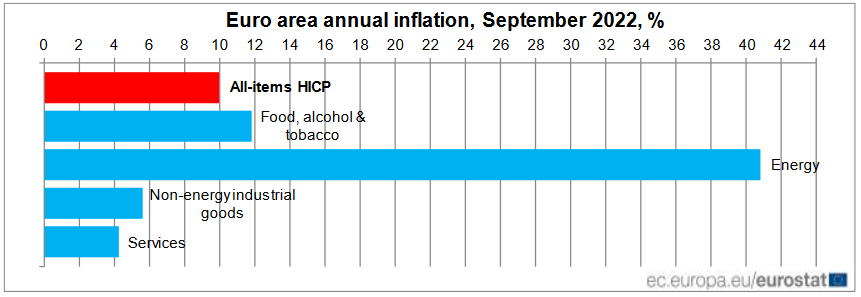 Euro area annual inflation, September 2022, %
0 2 4 6 8 10 12 14 16 18 20 22 24 26 28 30 32 34 36 38 40 42 44
All-items HICP
Food, alcohol &
tobacco
Energy
Non-energy industrial
goods
Services
ec.europa.eu/eurostat